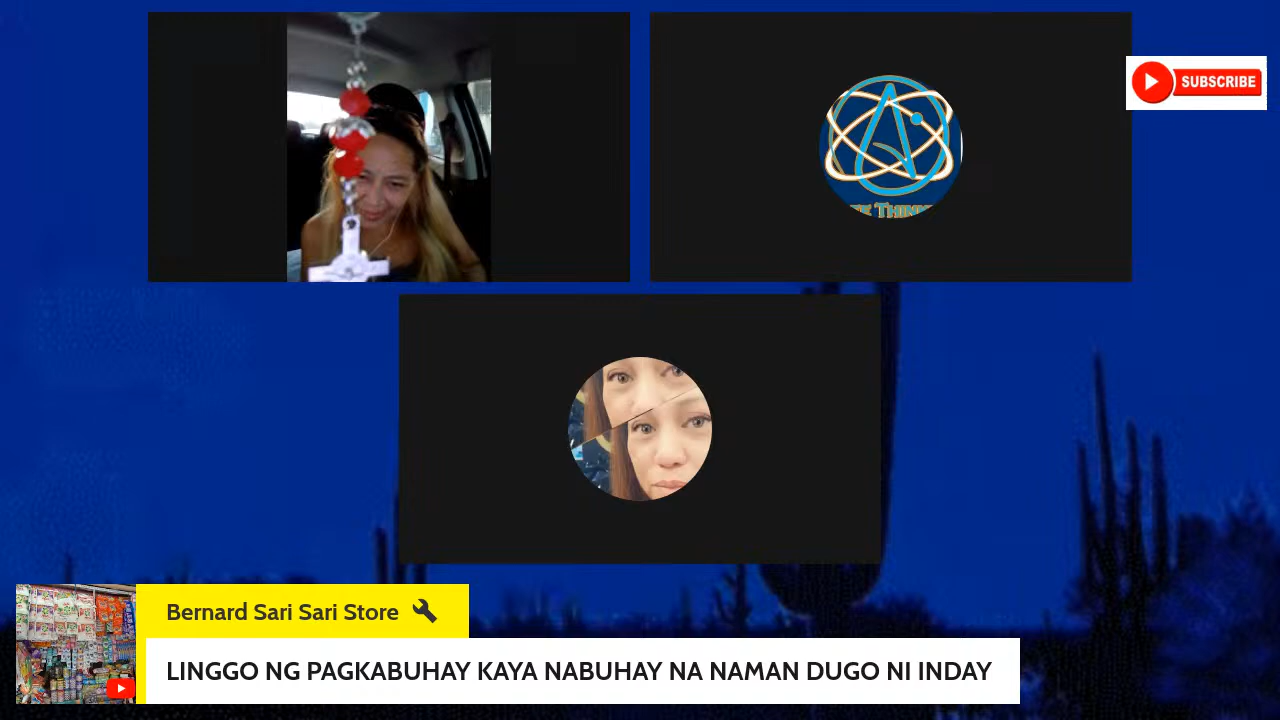 SUBSCRIBE
Bernard Sari Sari Store
LINGGO NG PAGKABUHAY KAYA NABUHAY NA NAMAN DUGO NI INDAY